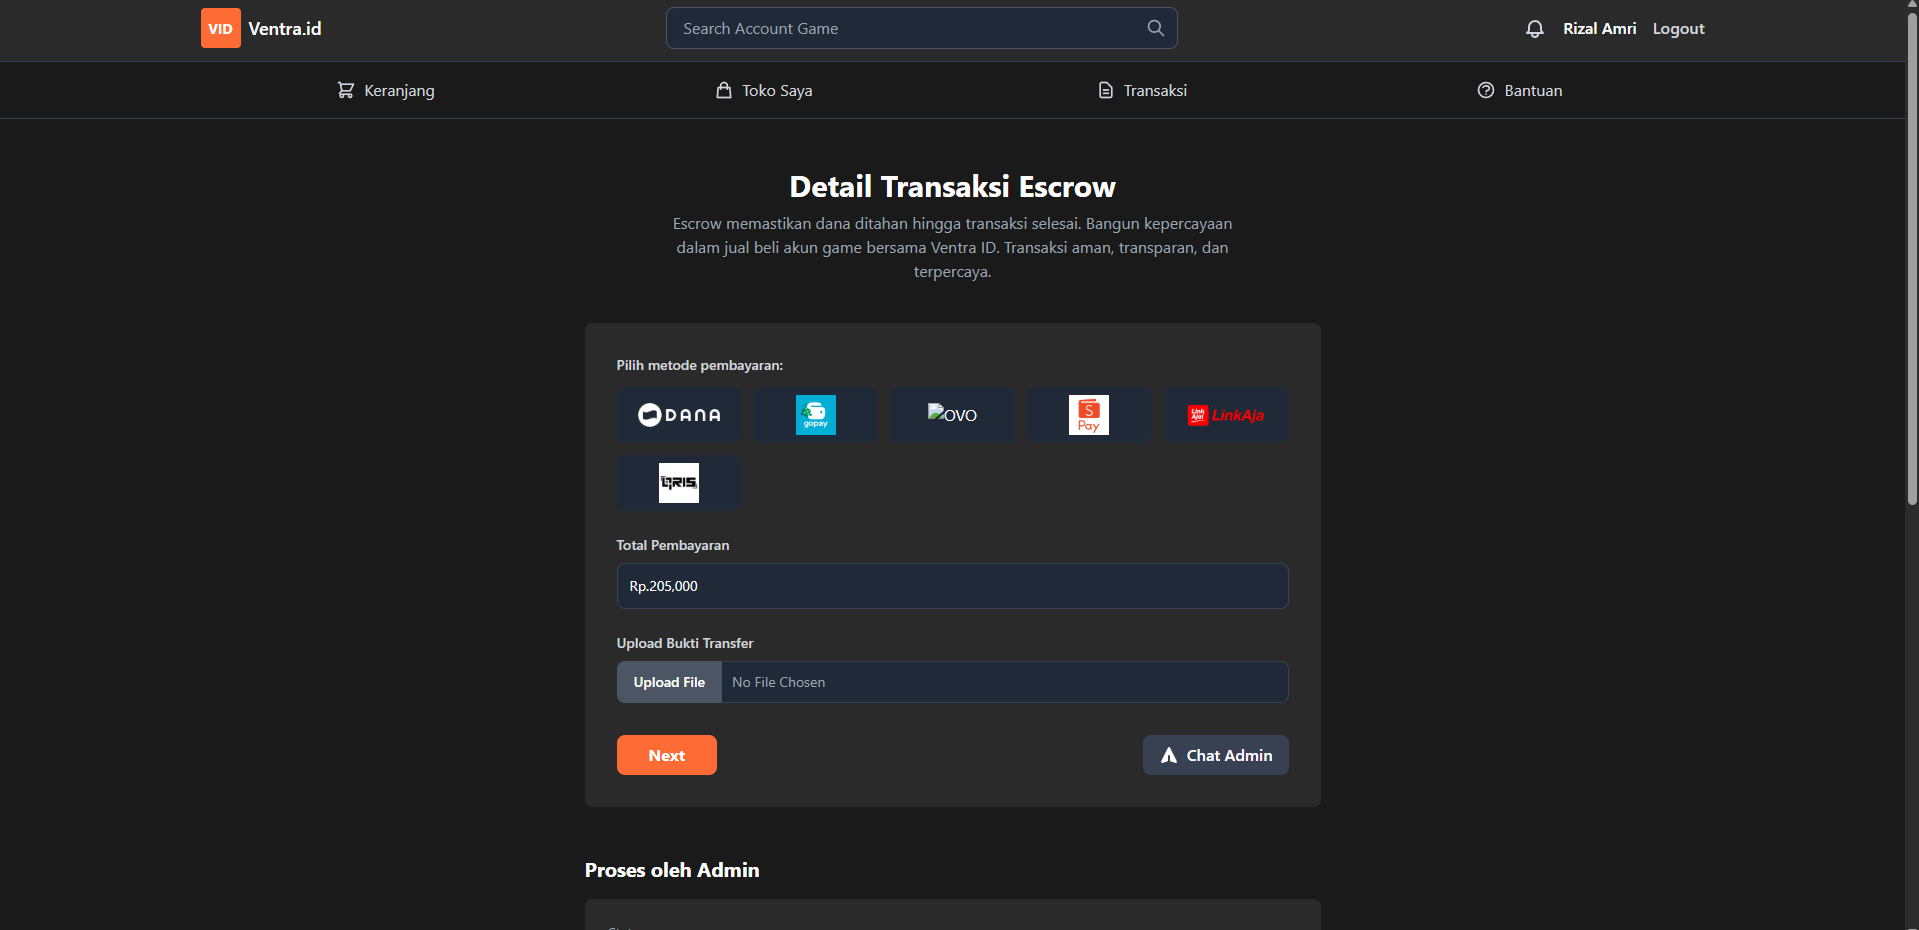 VID Ventra.id
Search Account Game
Rizal Amri Logout
Keranjang
Toko Saya
Transaksi
Bantuan
Detail Transaksi Escrow
Escrow memastikan dana ditahan hingga transaksi selesai. Bangun kepercayaan
dalam jual beli akun game bersama Ventra ID. Transaksi aman, transparan, dan
terpercaya.
Pilih metode pembayaran:
DANA
gopay
OVO
S Pay
Link Aja! LinkAja
QRIS
Total Pembayaran
Rp.205,000
Upload Bukti Transfer
Upload File No File Chosen
Next
Chat Admin
Proses oleh Admin